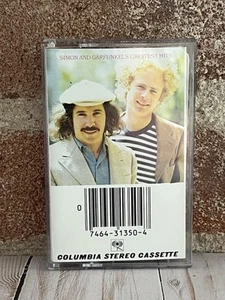 SIMON AND GARFUNKEL'S GREATEST HITS
0
7464-31350-4
COLUMBIA STEREO CASSETTE